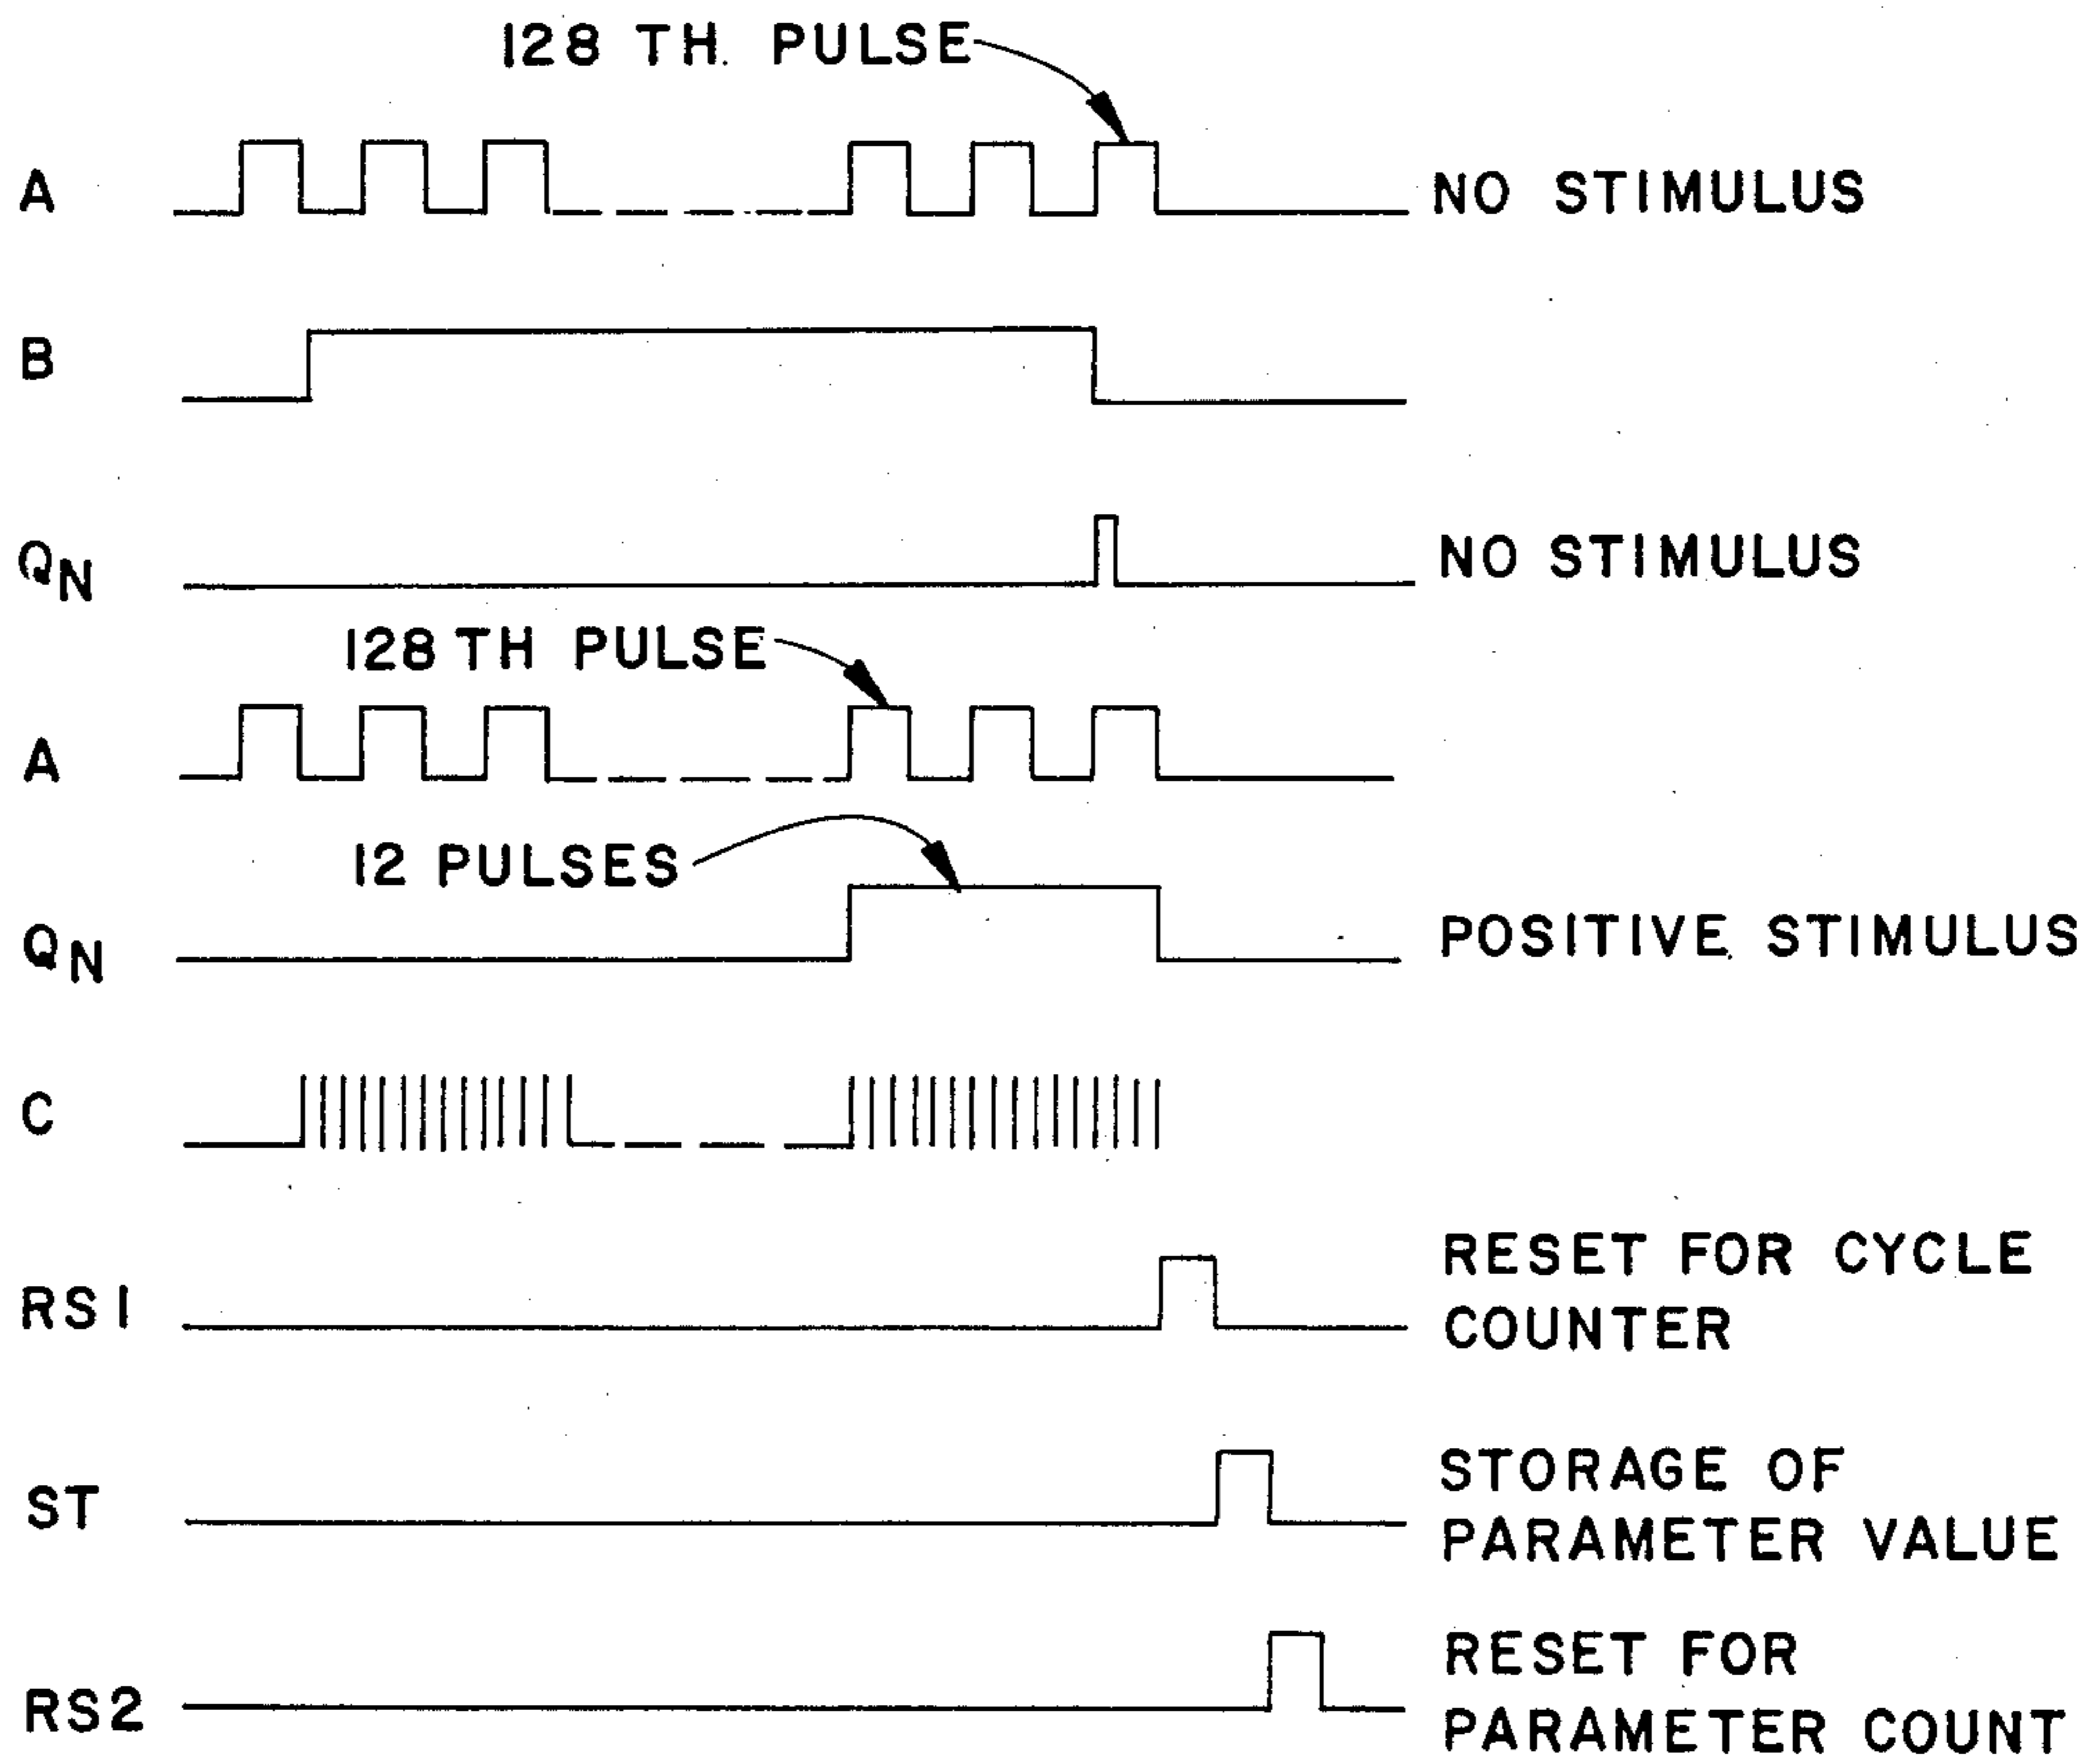 128 TH. PULSE
A NO STIMULUS
B
QN NO STIMULUS
128 TH PULSE
A
12 PULSES
QN POSITIVE STIMULUS
C
RS1 RESET FOR CYCLE
COUNTER
ST STORAGE OF
PARAMETER VALUE
RS2 RESET FOR
PARAMETER COUNT